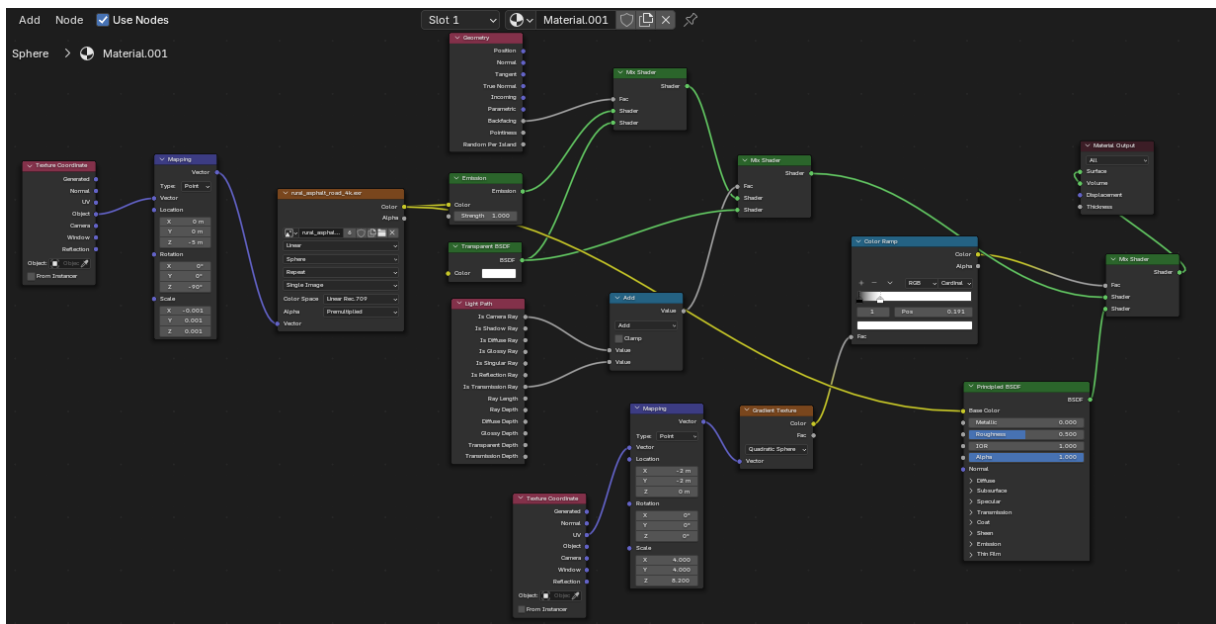 Add Node Use Nodes Slot 1 Material.001
Sphere > Material.001
Geometry
Position
Normal
Tangent
True Normal
Incoming
Parametric
Backfacing
Pointiness
Random Per Island
Mix Shader
Shader
Fac
Shader
Shader
Texture Coordinate
Generated
Normal
UV
Object
Camera
Window
Reflection
Object:
From Instancer
Mapping
Vector
Type: Point
Vector
Location
X 0 m
Y 0 m
Z -5 m
Rotation
X 0°
Y 0°
Z -90°
Scale
X -0.001
Y 0.001
Z 0.001
rural_asphalt_road_4k.exr
Color
Alpha
rural_asphal... 4
Linear
Sphere
Repeat
Single Image
Color Space Linear Rec.709
Alpha Premultiplied
Vector
Emission
Emission
Color
Strength 1.000
Transparent BSDF
BSDF
Color
Light Path
Is Camera Ray
Is Shadow Ray
Is Diffuse Ray
Is Glossy Ray
Is Singular Ray
Is Reflection Ray
Is Transmission Ray
Ray Length
Ray Depth
Diffuse Depth
Glossy Depth
Transparent Depth
Transmission Depth
Add
Value
Add
Clamp
Value
Value
Mix Shader
Shader
Fac
Shader
Shader
Texture Coordinate
Generated
Normal
UV
Object
Camera
Window
Reflection
Object:
From Instancer
Mapping
Vector
Type: Point
Vector
Location
X -2 m
Y -2 m
Z 0 m
Rotation
X 0°
Y 0°
Z 0°
Scale
X 4.000
Y 4.000
Z 5.200
Gradient Texture
Color
Fac
Quadratic Sphere
Vector
Color Ramp
Color
Alpha
+ − RGB Cardinal
1 Pos 0.191
Fac
Principled BSDF
BSDF
Base Color
Metallic 0.000
Roughness 0.500
IOR 1.000
Alpha 1.000
Normal
Diffuse
Subsurface
Specular
Transmission
Coat
Sheen
Emission
Thin Film
Mix Shader
Shader
Fac
Shader
Shader
Material Output
All
Surface
Volume
Displacement
Thickness